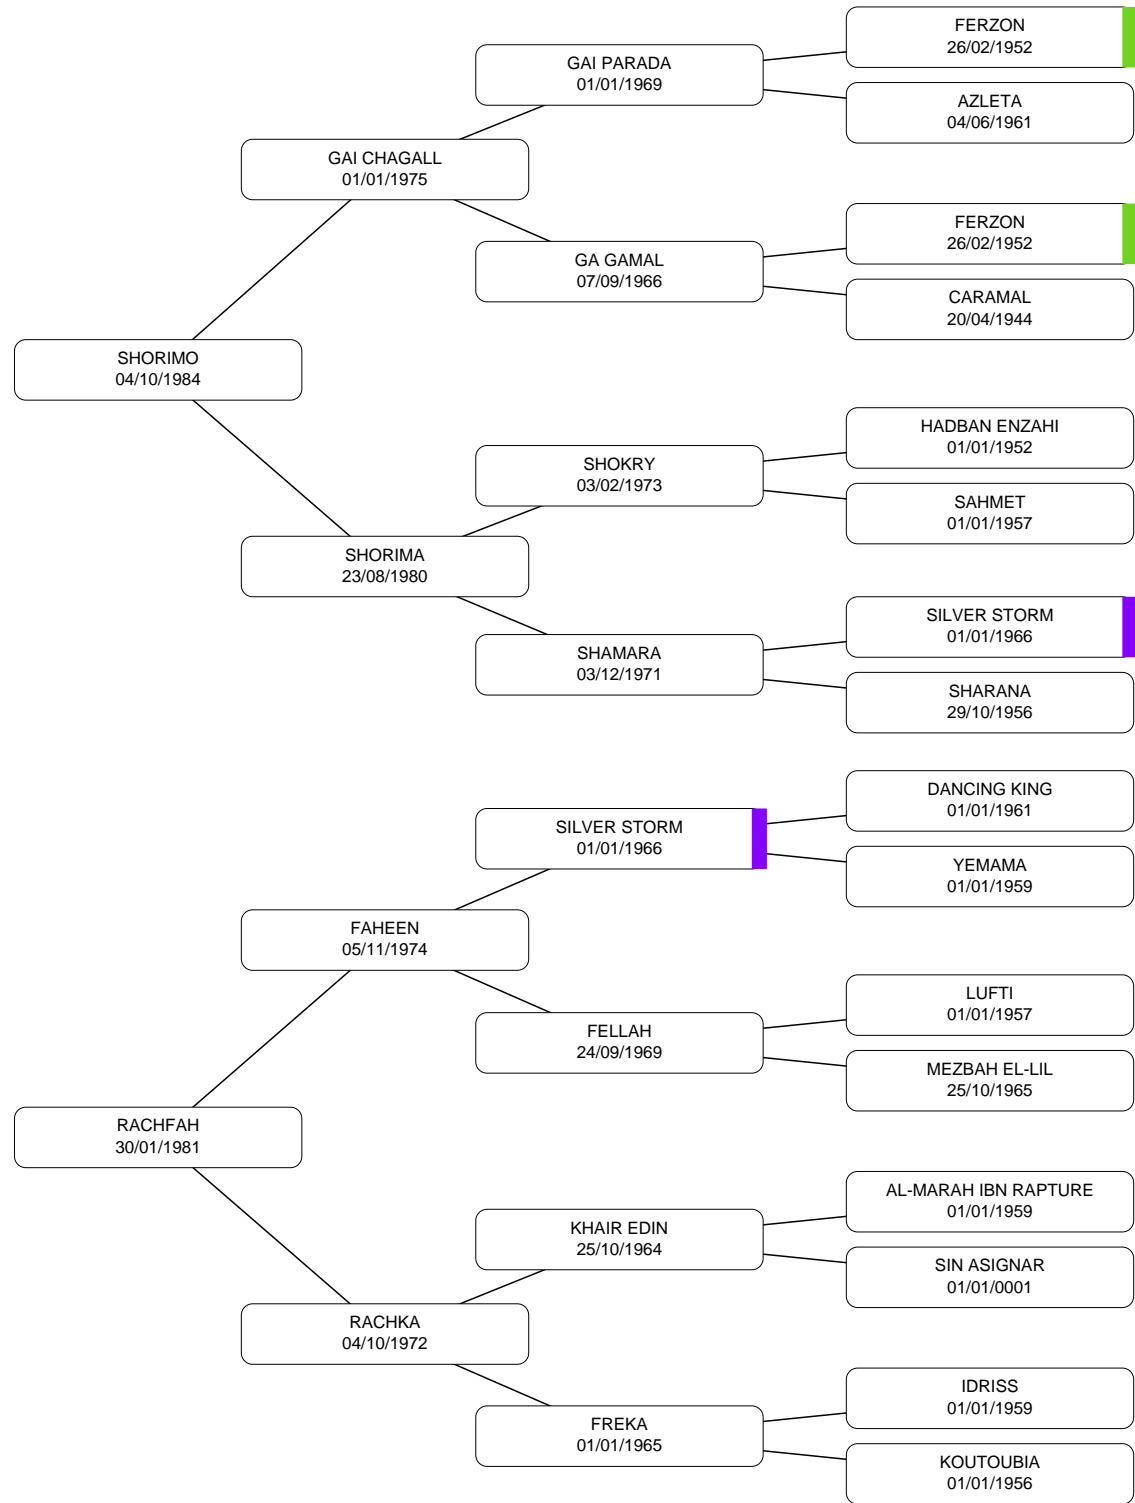 FERZON
26/02/1952
GAI PARADA
01/01/1969
AZLETA
04/06/1961
GAI CHAGALL
01/01/1975
FERZON
26/02/1952
GA GAMAL
07/09/1966
CARAMAL
20/04/1944
SHORIMO
04/10/1984
HADBAN ENZAHI
01/01/1952
SHOKRY
03/02/1973
SAHMET
01/01/1957
SHORIMA
23/08/1980
SILVER STORM
01/01/1966
SHAMARA
03/12/1971
SHARANA
29/10/1956
DANCING KING
01/01/1961
SILVER STORM
01/01/1966
YEMAMA
01/01/1959
FAHEEN
05/11/1974
LUFTI
01/01/1957
FELLAH
24/09/1969
MEZBAH EL-LIL
25/10/1965
RACHFAH
30/01/1981
AL-MARAH IBN RAPTURE
01/01/1959
KHAIR EDIN
25/10/1964
SIN ASIGNAR
01/01/0001
RACHKA
04/10/1972
IDRISS
01/01/1959
FREKA
01/01/1965
KOUTOUBIA
01/01/1956